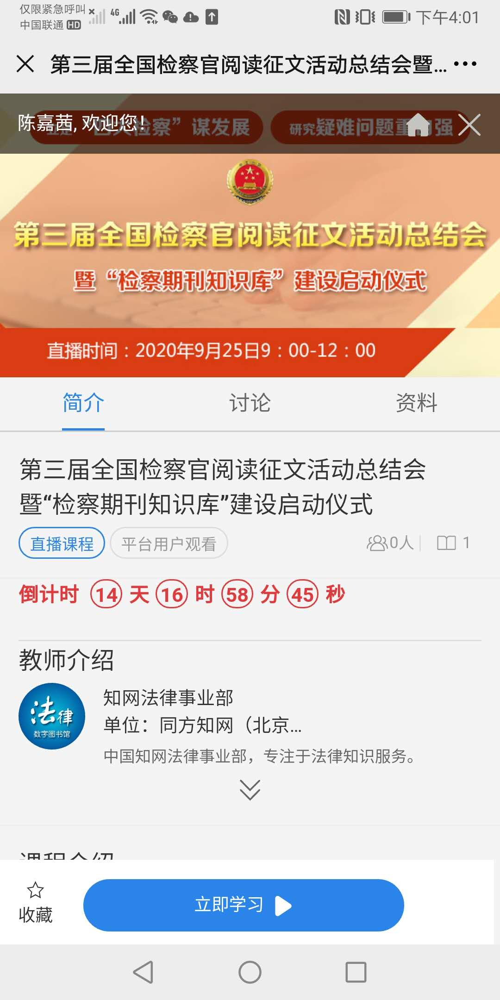 仅限紧急呼叫
中国联通 HD
4G
下午4:01
第三届全国检察官阅读征文活动总结会暨...
陈嘉茜, 欢迎您!
检察” 谋发展
研究疑难问题重 强
第三届全国检察官阅读征文活动总结会
暨“检察期刊知识库”建设启动仪式
直播时间：2020年9月25日9：00-12：00
简介
讨论
资料
第三届全国检察官阅读征文活动总结会
暨“检察期刊知识库”建设启动仪式
直播课程
平台用户观看
0人
1
倒计时 14 天 16 时 58 分 45 秒
教师介绍
法律
数字图书馆
知网法律事业部
单位：同方知网（北京...
中国知网法律事业部，专注于法律知识服务。
课程介绍
收藏
立即学习